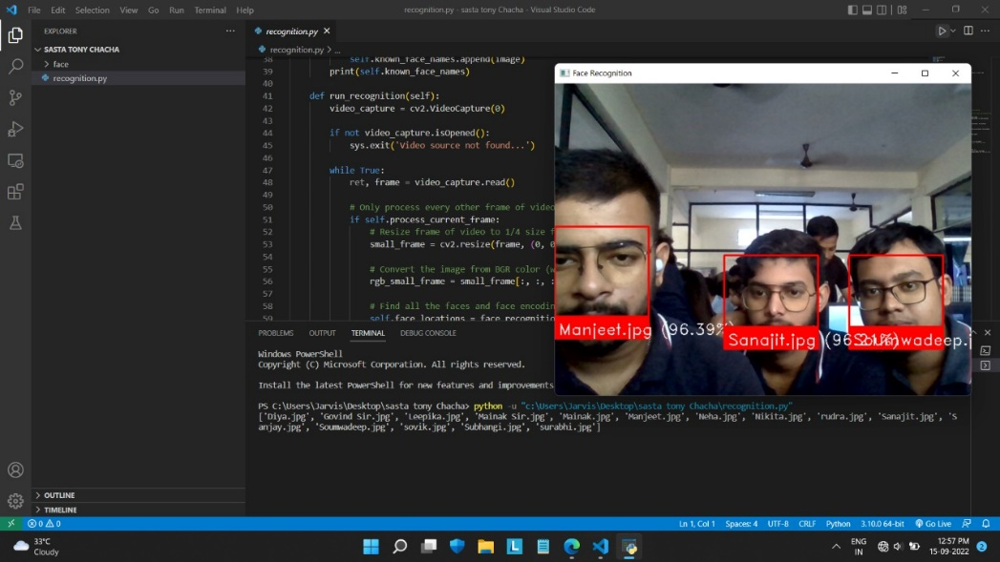 File Edit Selection View Go Run Terminal Help
recognition.py - sasta tony Chacha - Visual Studio Code
EXPLORER
SASTA TONY CHACHA
face
recognition.py
OUTLINE
TIMELINE
recognition.py
recognition.py > ...
38 self.known_face_names.append(image)
39 print(self.known_face_names)
40
41 def run_recognition(self):
42 video_capture = cv2.VideoCapture(0)
43
44 if not video_capture.isOpened():
45 sys.exit('Video source not found...')
46
47 while True:
48 ret, frame = video_capture.read()
49
50 # Only process every other frame of video
51 if self.process_current_frame:
52 # Resize frame of video to 1/4 size f
53 small_frame = cv2.resize(frame, (0, 0
54
55 # Convert the image from BGR color (w
56 rgb_small_frame = small_frame[:, :, :
57
58 # Find all the faces and face encodin
59 self.face_locations = face_recognitio
Face Recognition
Manjeet.jpg (96.39%)
Sanajit.jpg (96.21%)
Soumwadeep.j
PROBLEMS OUTPUT TERMINAL DEBUG CONSOLE
Windows PowerShell
Copyright (C) Microsoft Corporation. All rights reserved.
Install the latest PowerShell for new features and improvements
PS C:\Users\Jarvis\Desktop\sasta tony Chacha> python -u "c:\Users\Jarvis\Desktop\sasta tony Chacha\recognition.py"
['Diya.jpg', 'Govind Sir.jpg', 'Leepika.jpg', 'Mainak Sir.jpg', 'Mainak.jpg', 'Manjeet.jpg', 'Neha.jpg', 'Nikita.jpg', 'rudra.jpg', 'Sanajit.jpg', 'S
anjay.jpg', 'Soumwadeep.jpg', 'sovik.jpg', 'Subhangi.jpg', 'surabhi.jpg']
0 0 Ln 1, Col 1 Spaces: 4 UTF-8 CRLF Python 3.10.0 64-bit Go Live
33°C
Cloudy
ENG
IN
12:57 PM
15-09-2022
2